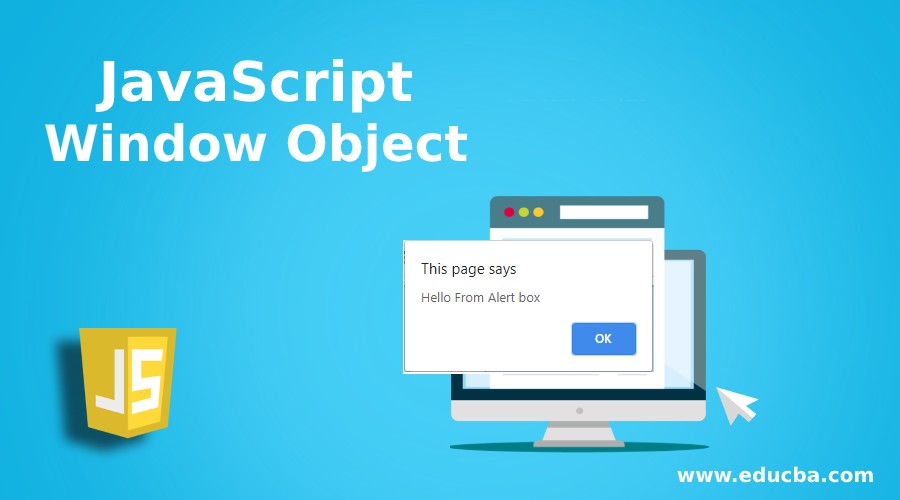 JavaScript
Window Object
This page says
Hello From Alert box
OK
JS
www.educba.com